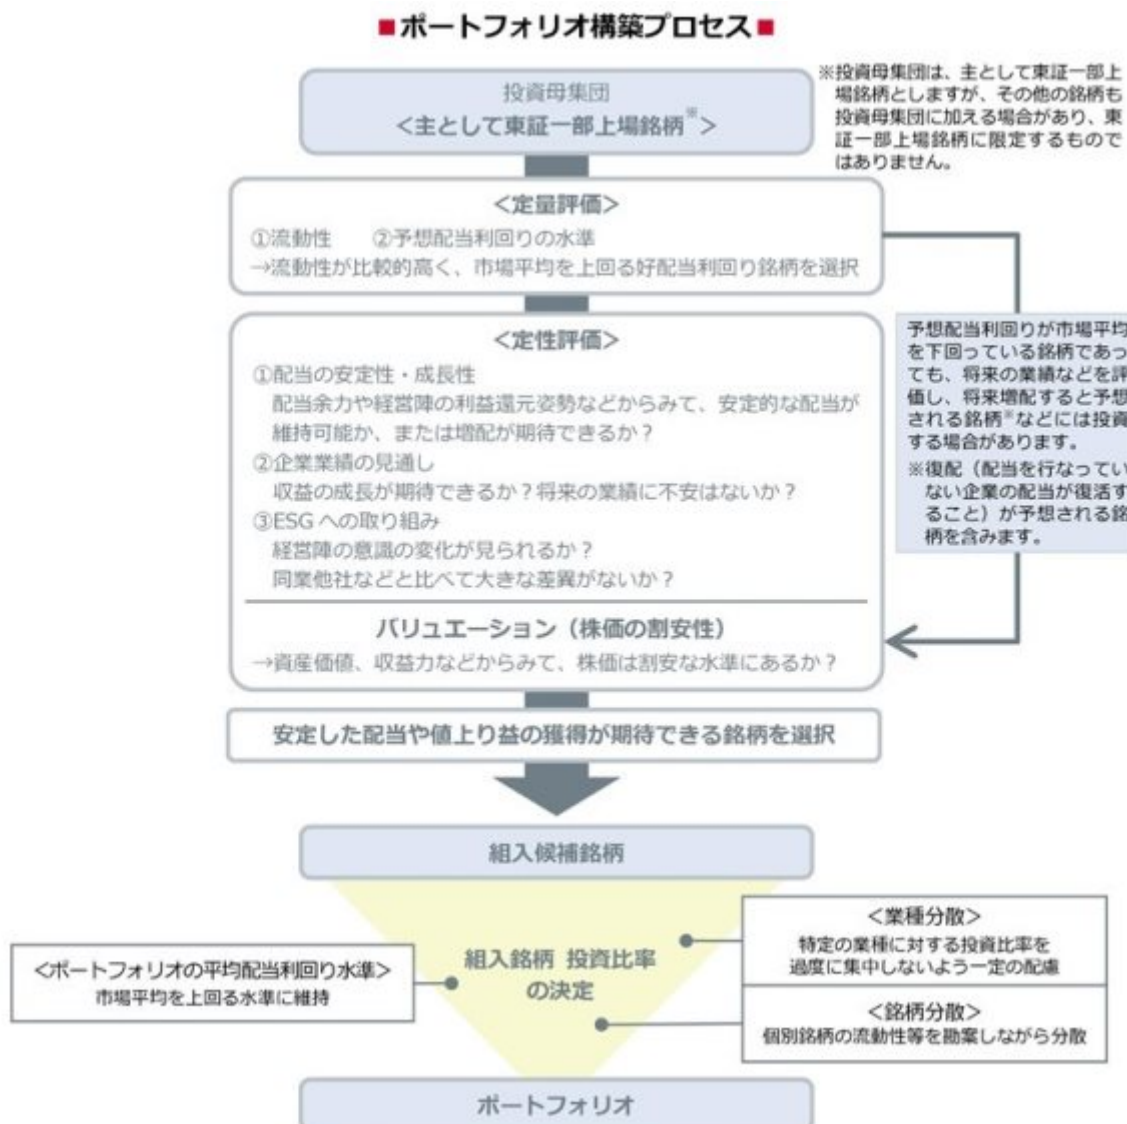 ■ポートフォリオ構築プロセス■
投資母集団
＜主として東証一部上場銘柄※＞
※投資母集団は、主として東証一部上
場銘柄としますが、その他の銘柄も
投資母集団に加える場合があり、東
証一部上場銘柄に限定するもので
はありません。
＜定量評価＞
①流動性　②予想配当利回りの水準
→流動性が比較的高く、市場平均を上回る好配当利回り銘柄を選択
＜定性評価＞
①配当の安定性・成長性
配当余力や経営陣の利益還元姿勢などからみて、安定的な配当が
維持可能か、または増配が期待できるか？
②企業業績の見通し
収益の成長が期待できるか？将来の業績に不安はないか？
③ESG への取り組み
経営陣の意識の変化が見られるか？
同業他社などと比べて大きな差異がないか？
バリュエーション（株価の割安性）
→資産価値、収益力などからみて、株価は割安な水準にあるか？
予想配当利回りが市場平均
を下回っている銘柄であっ
ても、将来の業績などを評
価し、将来増配すると予想
される銘柄※などには投資
する場合があります。
※復配（配当を行なってい
ない企業の配当が復活す
ること）が予想される銘
柄を含みます。
安定した配当や値上り益の獲得が期待できる銘柄を選択
組入候補銘柄
組入銘柄 投資比率
の決定
＜ポートフォリオの平均配当利回り水準＞
市場平均を上回る水準に維持
＜業種分散＞
特定の業種に対する投資比率を
過度に集中しないよう一定の配慮
＜銘柄分散＞
個別銘柄の流動性等を勘案しながら分散
ポートフォリオ